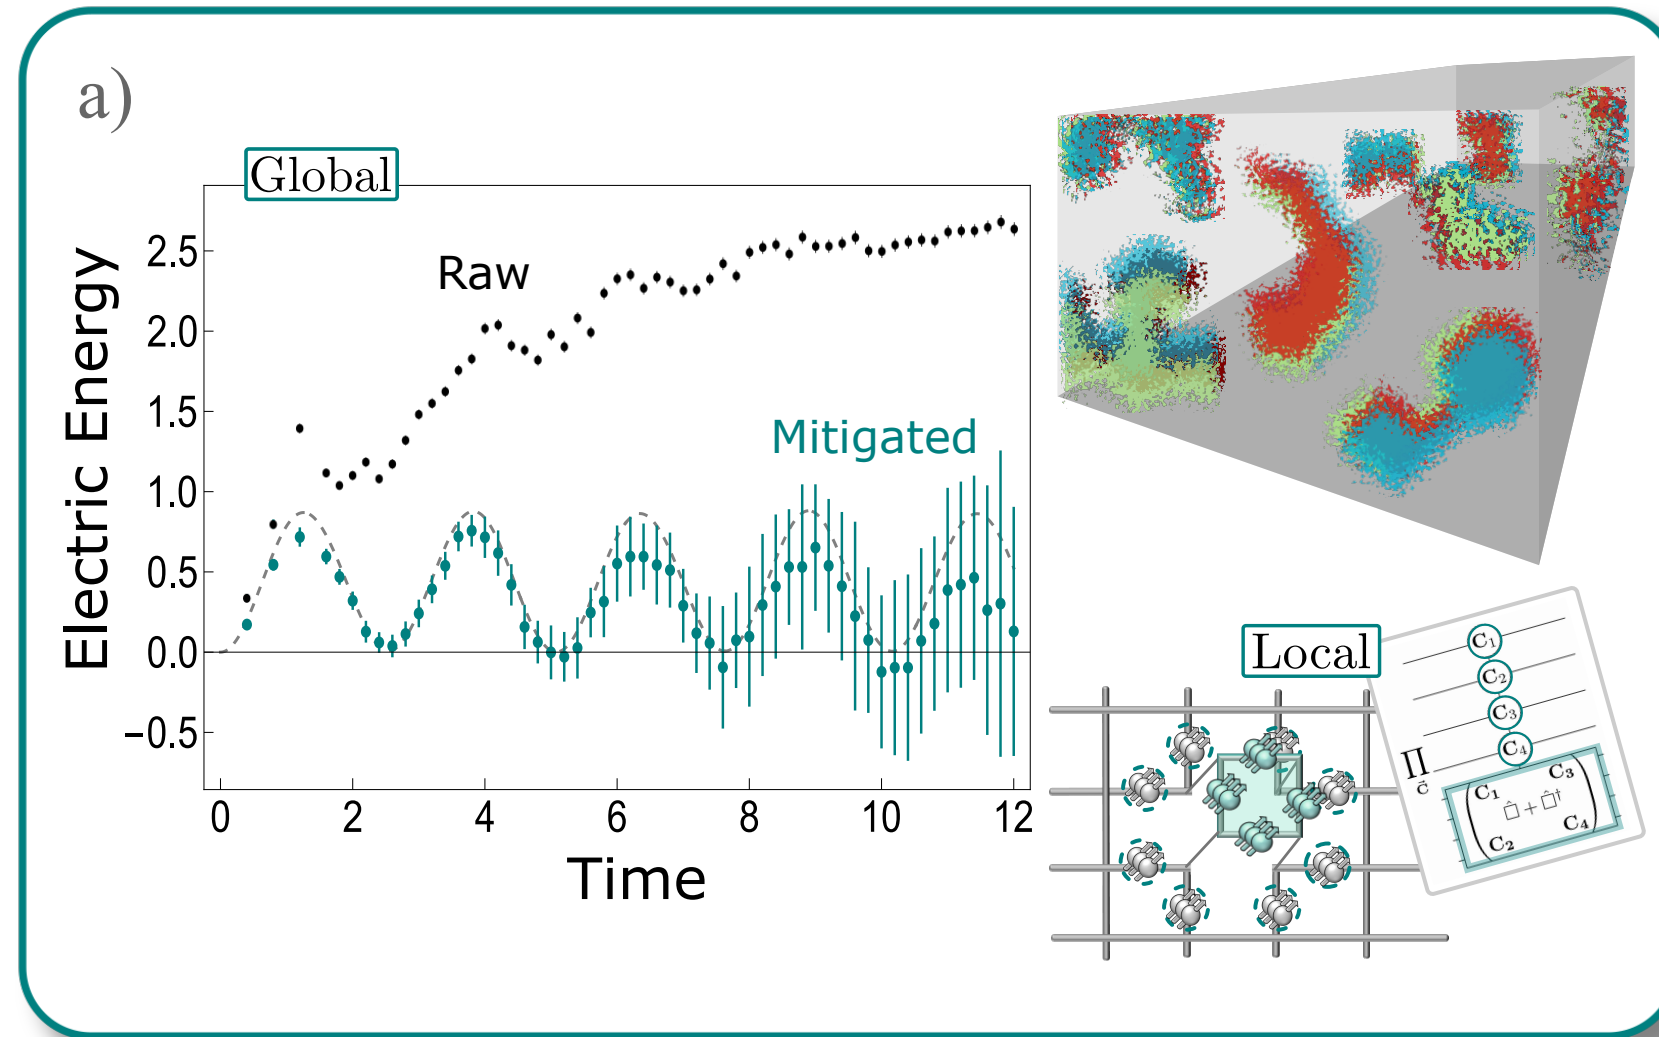 a)
Global
Electric Energy
2.5
2.0
1.5
1.0
0.5
0.0
−0.5
Raw
Mitigated
0 2 4 6 8 10 12
Time
Local
C₁
C₂
C₃
C₄
∏
c⃗
C₁ C₃
□̂ + □̂†
C₂ C₄